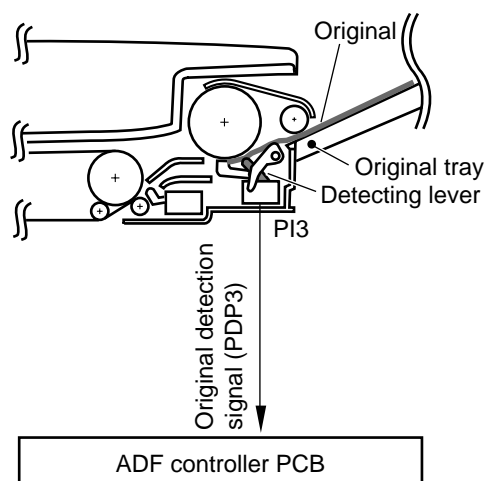 Original
Original tray
Detecting lever
PI3
Original detection
signal (PDP3)
ADF controller PCB